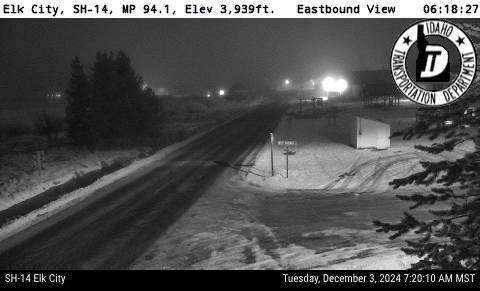 Elk City, SH-14, MP 94.1, Elev 3,939ft. Eastbound View 06:18:27
IDAHO
TRANSPORTATION DEPARTMENT
SH-14 Elk City Tuesday, December 3, 2024 7:20:10 AM MST